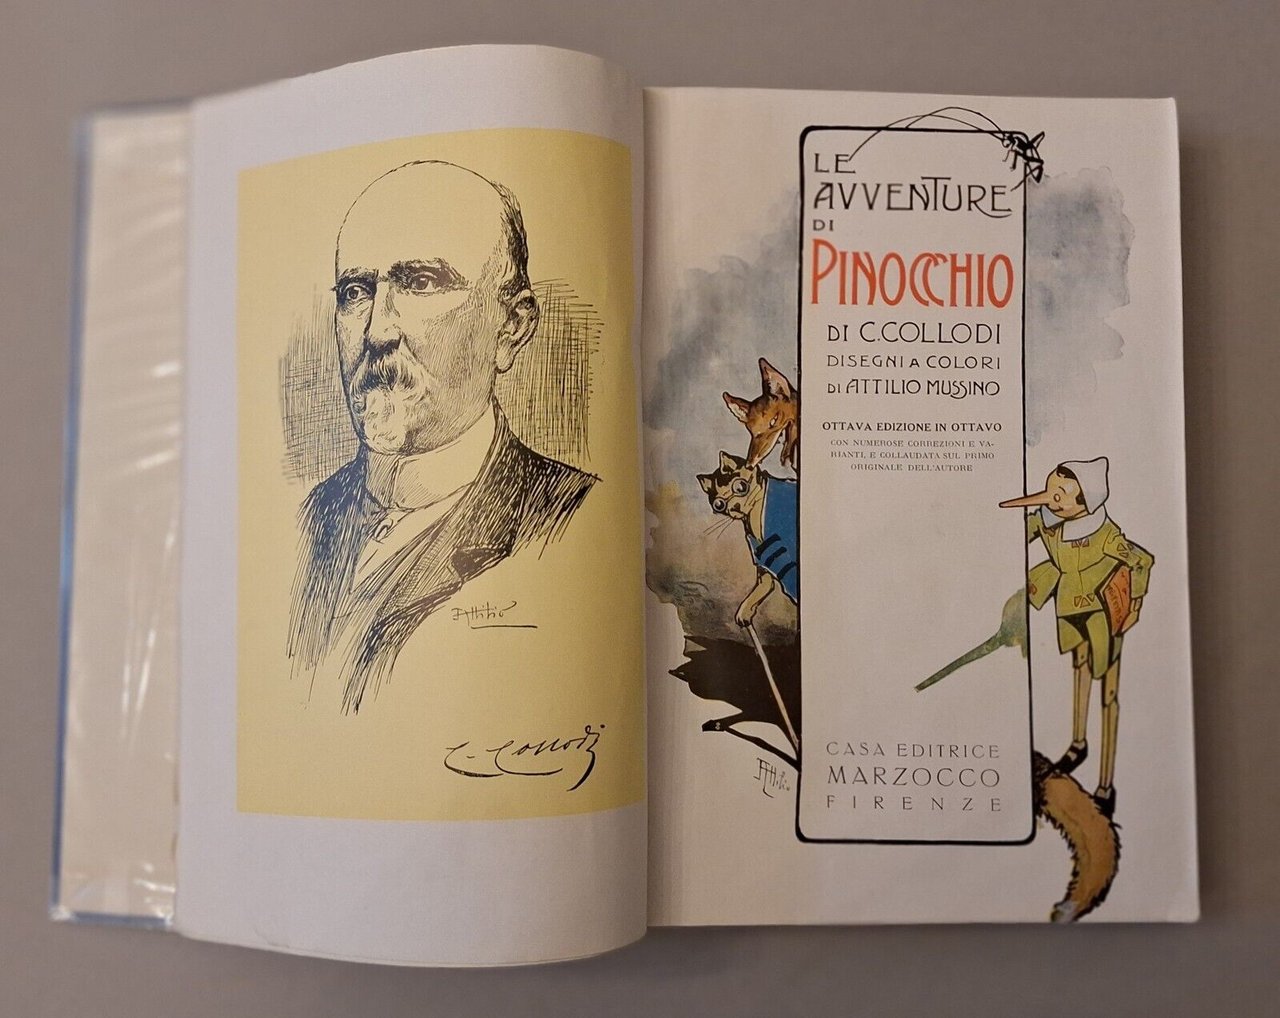 Attilio
C. Collodi
LE
AVVENTURE
DI
PINOCCHIO
DI C. COLLODI
DISEGNI A COLORI
DI ATTILIO MUSSINO
OTTAVA EDIZIONE IN OTTAVO
CON NUMEROSE CORREZIONI E VA-
RIANTI, E COLLAUDATA SUL PRIMO
ORIGINALE DELL'AUTORE
Attilio
CASA EDITRICE
MARZOCCO
FIRENZE